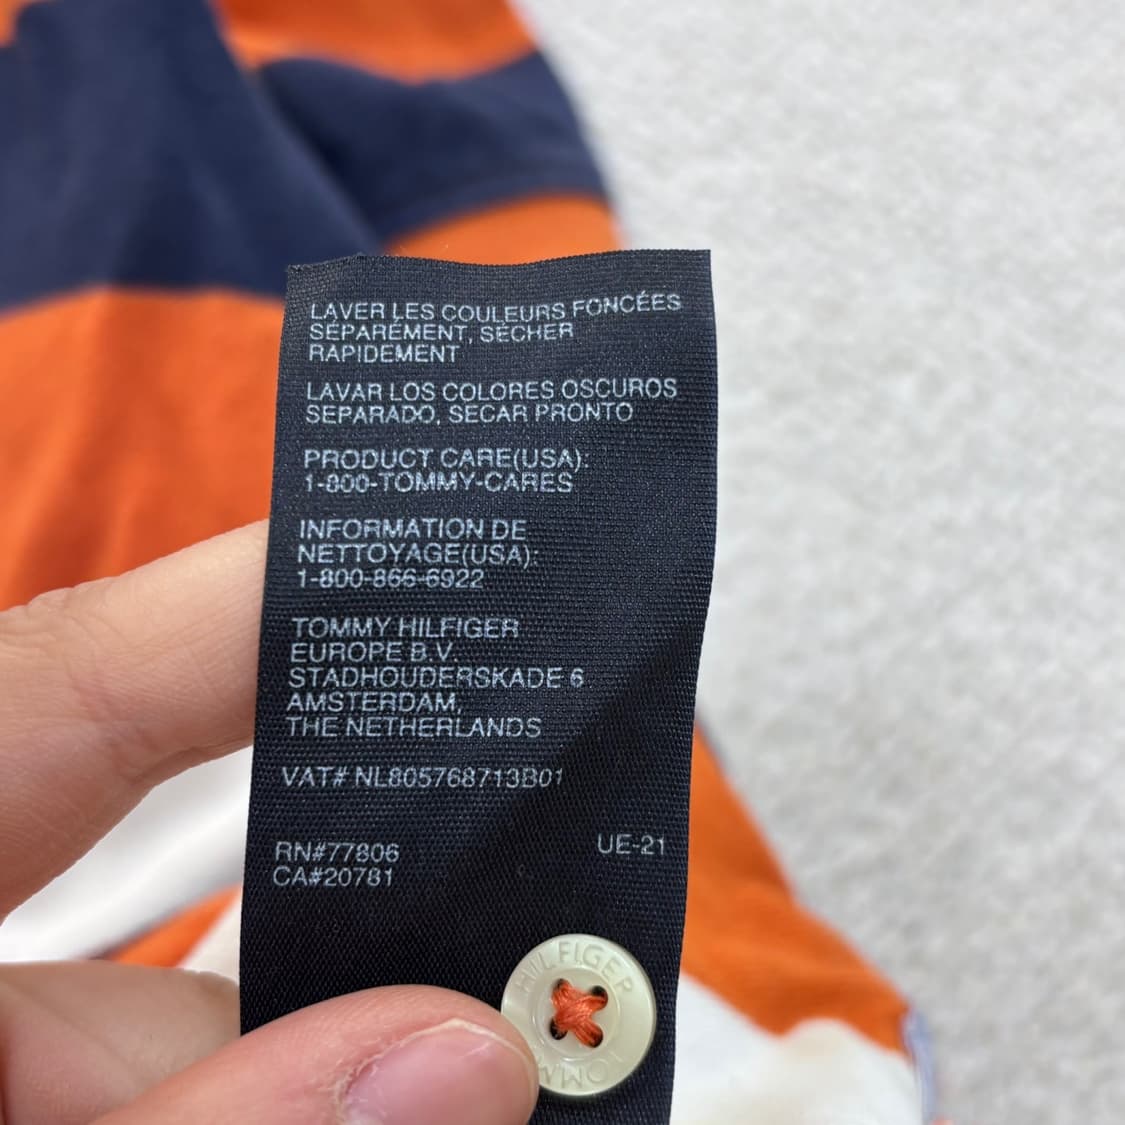 LAVER LES COULEURS FONCÉES
SÉPARÉMENT, SÉCHER
RAPIDEMENT
LAVAR LOS COLORES OSCUROS
SEPARADO, SECAR PRONTO
PRODUCT CARE(USA):
1-800-TOMMY-CARES
INFORMATION DE
NETTOYAGE(USA):
1-800-866-6922
TOMMY HILFIGER
EUROPE B.V.
STADHOUDERSKADE 6
AMSTERDAM,
THE NETHERLANDS
VAT# NL805768713B01
RN#77806 UE-21
CA#20781
HILFIGER
TOMMY